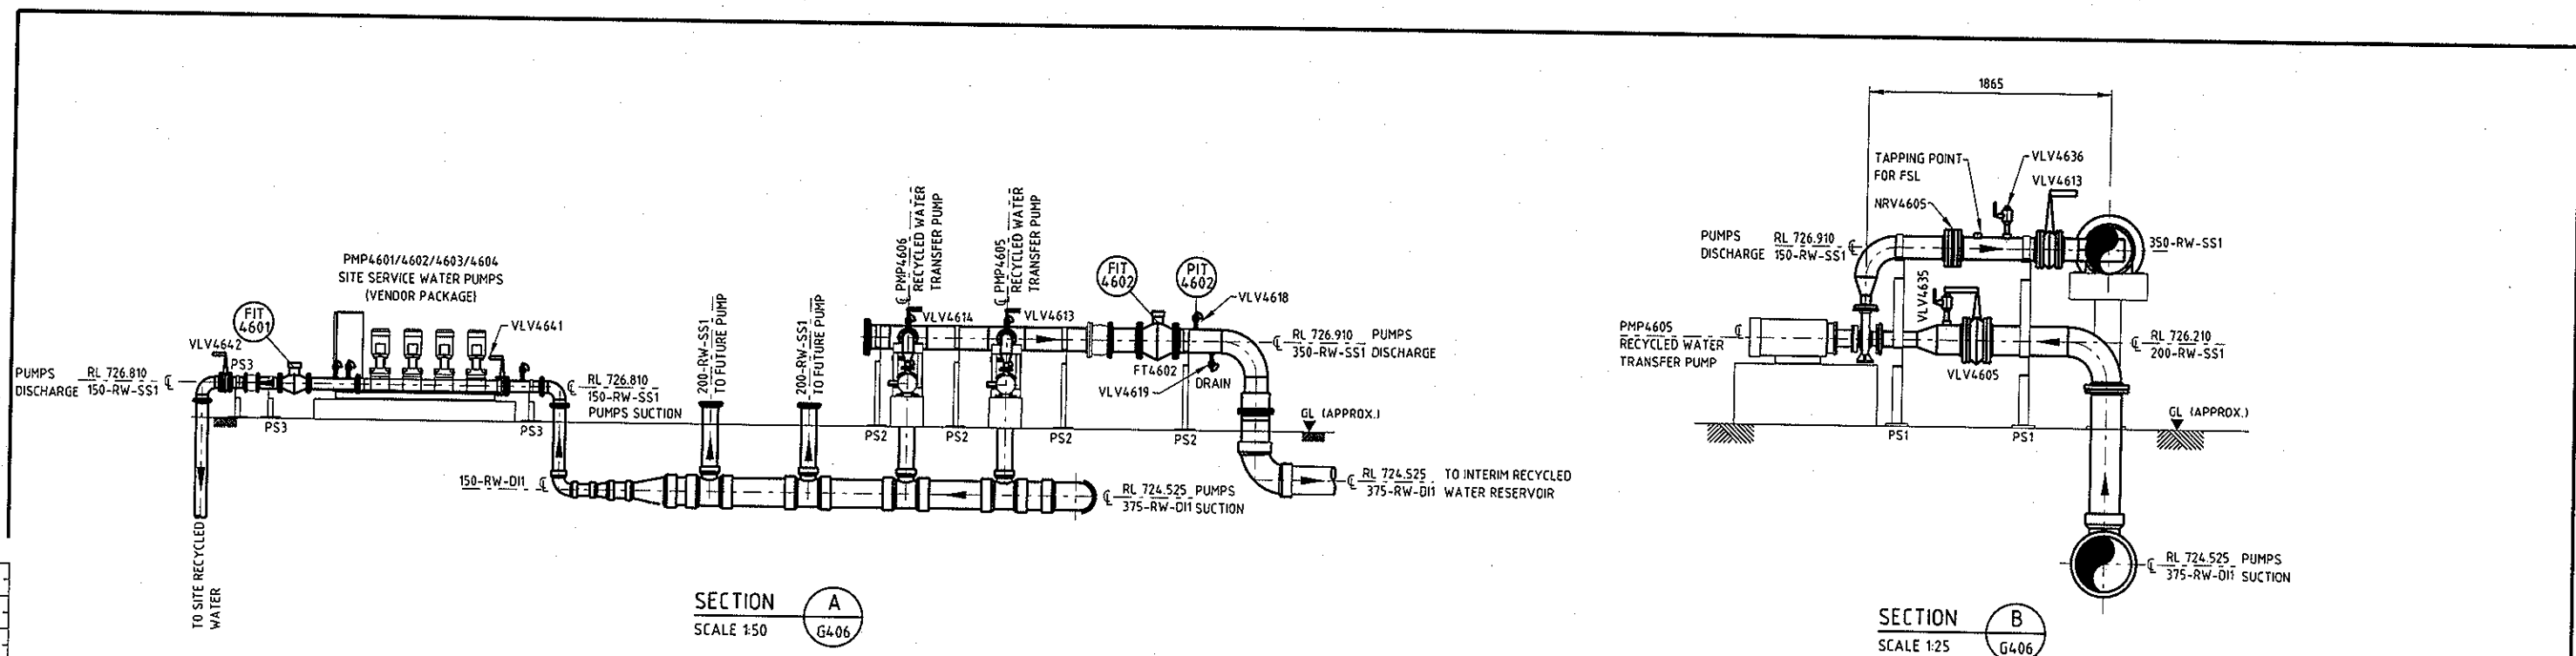 PMP4601/4602/4603/4604
SITE SERVICE WATER PUMPS
(VENDOR PACKAGE)
FIT
4601
VLV4642
PS3
VLV4641
PUMPS
DISCHARGE
RL 726.810
150-RW-SS1
℄
PS3
PS3
℄
RL 726.810
150-RW-SS1
PUMPS SUCTION
TO SITE RECYCLED
WATER
150-RW-DI1
℄
200-RW-SS1
TO FUTURE PUMP
200-RW-SS1
TO FUTURE PUMP
℄ PMP4606
RECYCLED WATER
TRANSFER PUMP
℄ PMP4605
RECYCLED WATER
TRANSFER PUMP
VLV4614
VLV4613
FIT
4602
PIT
4602
VLV4618
℄
RL 726.910 PUMPS
350-RW-SS1 DISCHARGE
FT4602
DRAIN
VLV4619
GL (APPROX.)
PS2
PS2
PS2
PS2
℄
RL 724.525 PUMPS
375-RW-DI1 SUCTION
℄
RL 724.525 TO INTERIM RECYCLED
375-RW-DI1 WATER RESERVOIR
SECTION
SCALE 1:50
A
G406
1865
TAPPING POINT
FOR FSL
VLV4636
VLV4613
NRV4605
PUMPS
DISCHARGE
RL 726.910
150-RW-SS1
℄
350-RW-SS1
VLV4635
PMP4605
RECYCLED WATER
TRANSFER PUMP
℄
VLV4605
℄
RL 726.210
200-RW-SS1
GL (APPROX.)
PS1
PS1
℄
RL 724.525 PUMPS
375-RW-DI1 SUCTION
SECTION
SCALE 1:25
B
G406